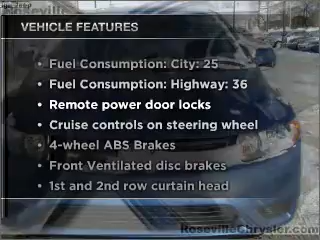 Roseville
VEHICLE FEATURES
• Fuel Consumption: City: 25
• Fuel Consumption: Highway: 36
• Remote power door locks
• Cruise controls on steering wheel
• 4-wheel ABS Brakes
• Front Ventilated disc brakes
• 1st and 2nd row curtain head
RosevilleChrysler.com